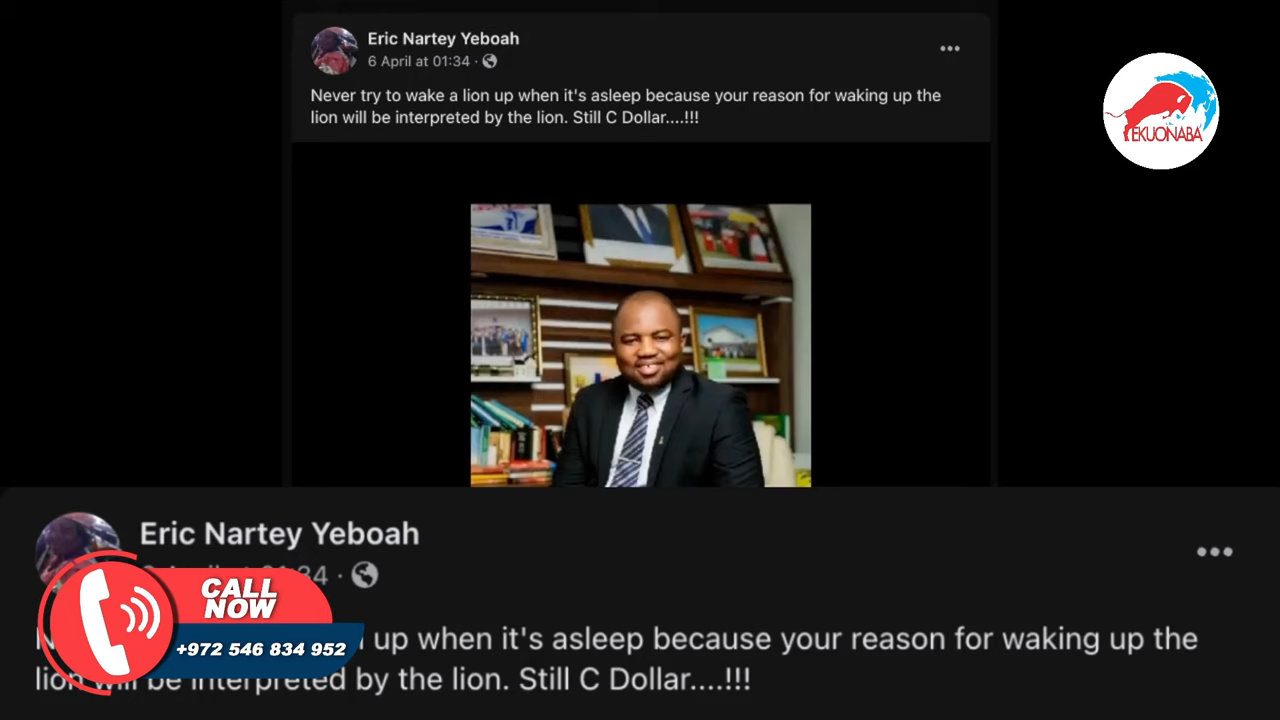 Eric Nartey Yeboah
6 April at 01:34 ·
Never try to wake a lion up when it's asleep because your reason for waking up the
lion will be interpreted by the lion. Still C Dollar....!!!
EKUONABA
Eric Nartey Yeboah
up when it's asleep because your reason for waking up the
lion will be interpreted by the lion. Still C Dollar....!!!
CALL
NOW
+972 546 834 952